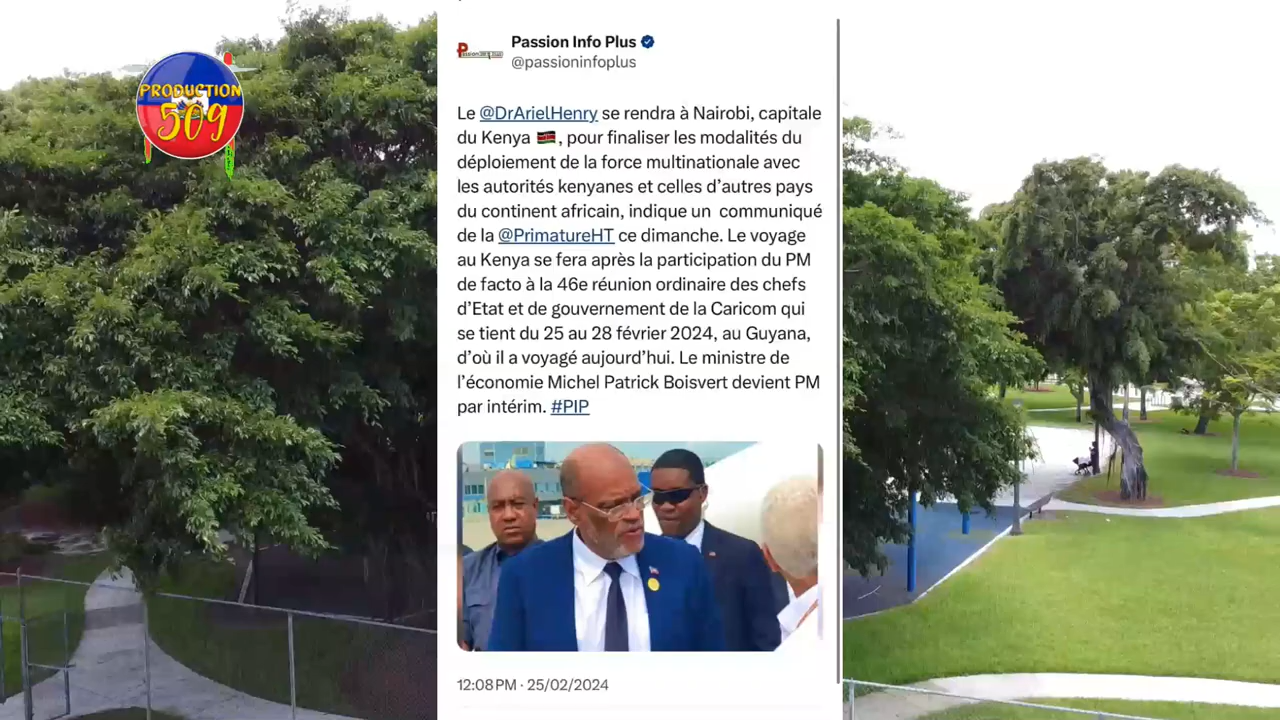 PRODUCTION
509
Passion Info Plus
@passioninfoplus
Le @DrArielHenry se rendra à Nairobi, capitale
du Kenya 🇰🇪, pour finaliser les modalités du
déploiement de la force multinationale avec
les autorités kenyanes et celles d’autres pays
du continent africain, indique un communiqué
de la @PrimatureHT ce dimanche. Le voyage
au Kenya se fera après la participation du PM
de facto à la 46e réunion ordinaire des chefs
d’Etat et de gouvernement de la Caricom qui
se tient du 25 au 28 février 2024, au Guyana,
d’où il a voyagé aujourd’hui. Le ministre de
l’économie Michel Patrick Boisvert devient PM
par intérim. #PIP
12:08 PM · 25/02/2024